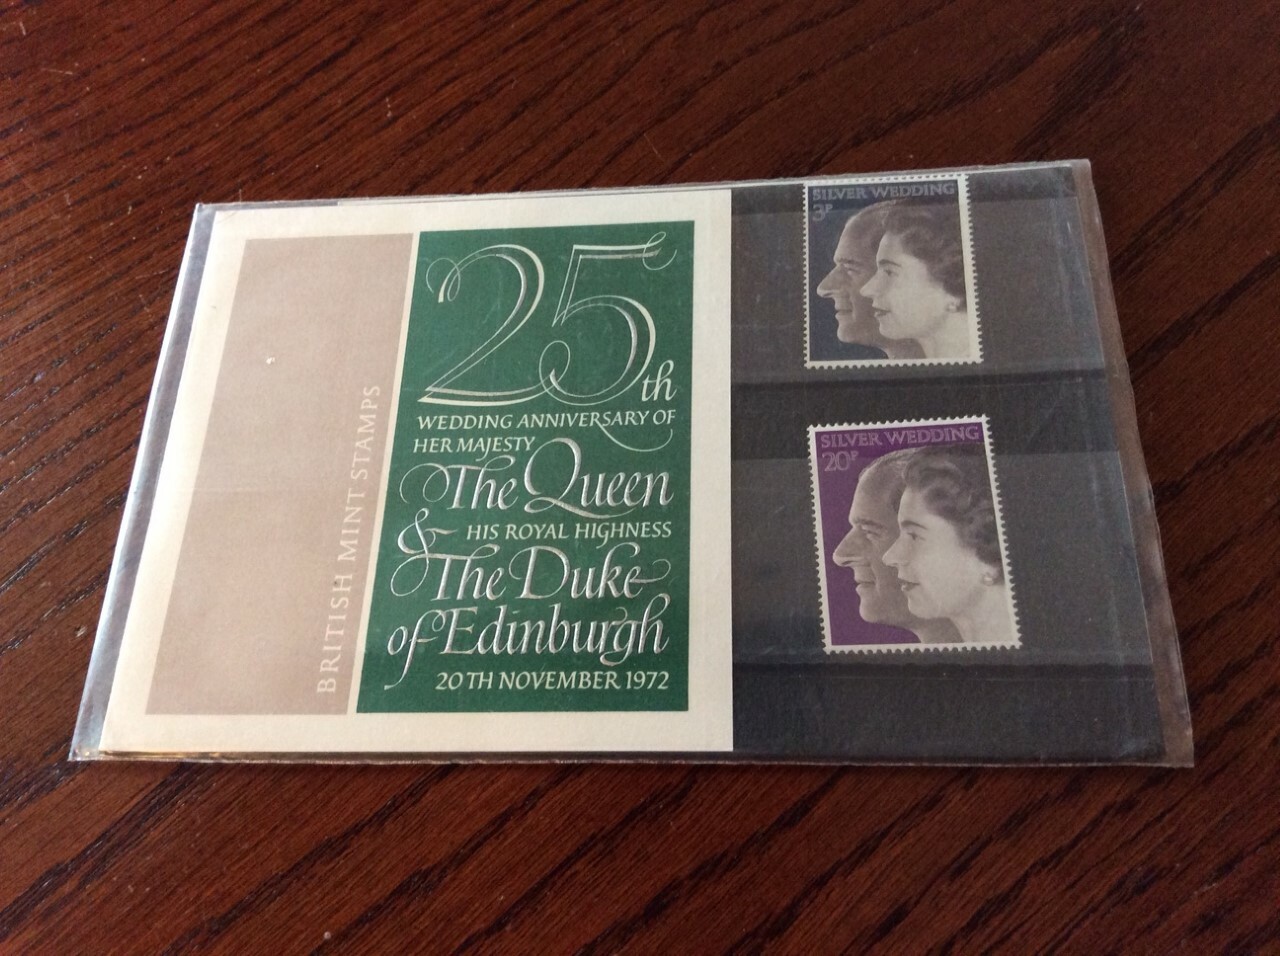 BRITISH MINT STAMPS
25th
WEDDING ANNIVERSARY OF
HER MAJESTY
The Queen
& HIS ROYAL HIGHNESS
The Duke
of Edinburgh
20TH NOVEMBER 1972
SILVER WEDDING
3P
SILVER WEDDING
20P